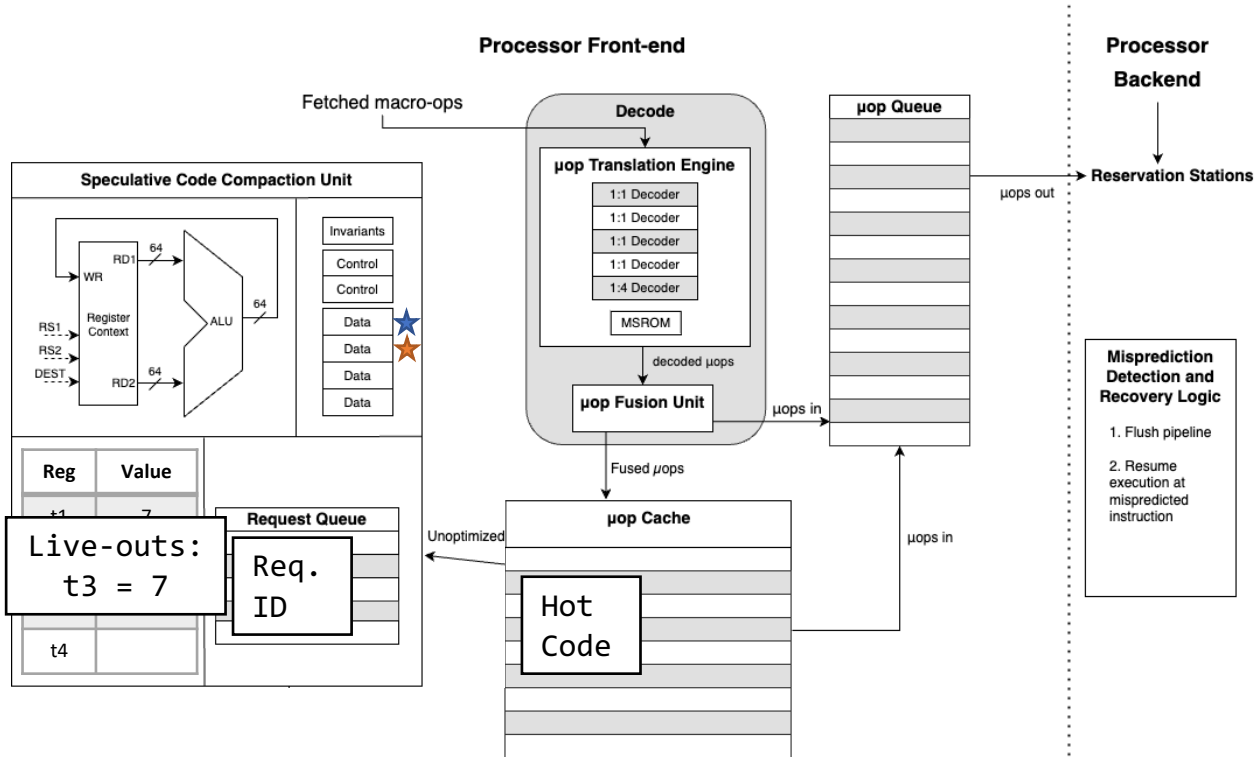 Processor Front-end
Processor
Backend
Fetched macro-ops
Decode
μop Queue
μop Translation Engine
1:1 Decoder
1:1 Decoder
1:1 Decoder
1:1 Decoder
1:4 Decoder
MSROM
decoded μops
μop Fusion Unit
μops in
μops out
Reservation Stations
Speculative Code Compaction Unit
WR
RD1
64
Register
Context
RS1
RS2
DEST
RD2
64
ALU
64
Invariants
Control
Control
Data
Data
Data
Data
Reg Value
t1 7
Live-outs:
t3 = 7
t4
Request Queue
Req.
ID
Unoptimized
Fused μops
μop Cache
Hot
Code
μops in
Misprediction
Detection and
Recovery Logic
1. Flush pipeline
2. Resume
execution at
mispredicted
instruction